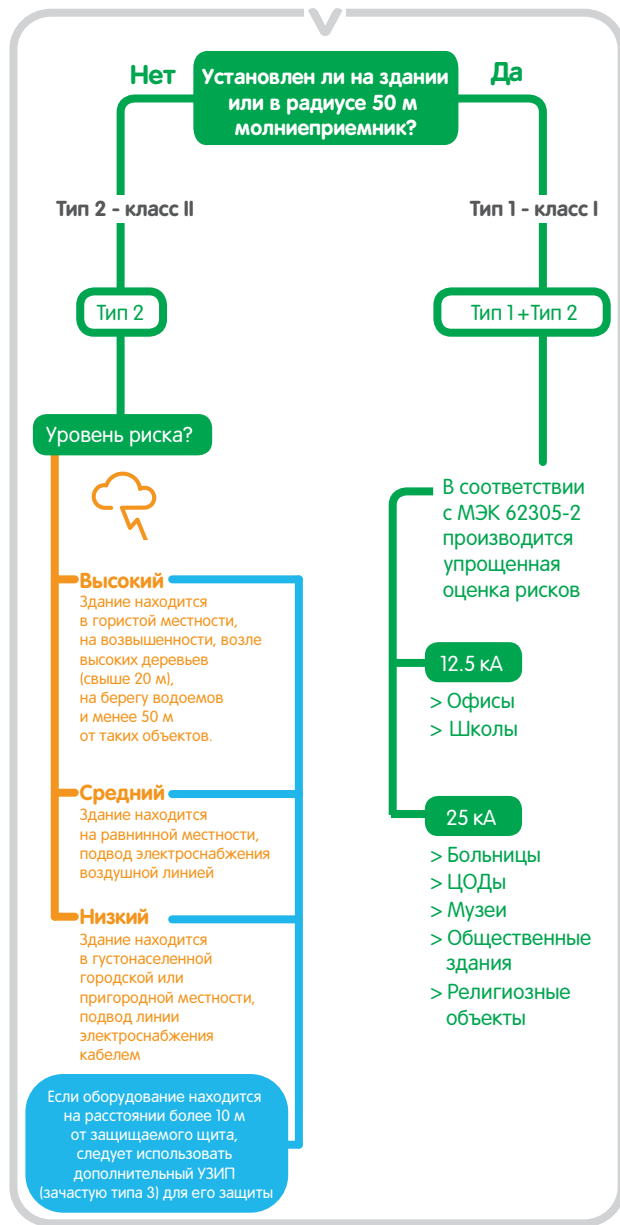 Нет
Установлен ли на здании
или в радиусе 50 м
молниеприемник?
Да
Тип 2 - класс II
Тип 1 - класс I
Тип 2
Тип 1+Тип 2
Уровень риска?
Высокий
Здание находится
в гористой местности,
на возвышенности, возле
высоких деревьев
(свыше 20 м),
на берегу водоемов
и менее 50 м
от таких объектов.
Средний
Здание находится
на равнинной местности,
подвод электроснабжения
воздушной линией
Низкий
Здание находится
в густонаселенной
городской или
пригородной местности,
подвод линии
электроснабжения
кабелем
Если оборудование находится
на расстоянии более 10 м
от защищаемого щита,
следует использовать
дополнительный УЗИП
(зачастую типа 3) для его защиты
В соответствии
с МЭК 62305-2
производится
упрощенная
оценка рисков
12.5 кА
> Офисы
> Школы
25 кА
> Больницы
> ЦОДы
> Музеи
> Общественные
здания
> Религиозные
объекты